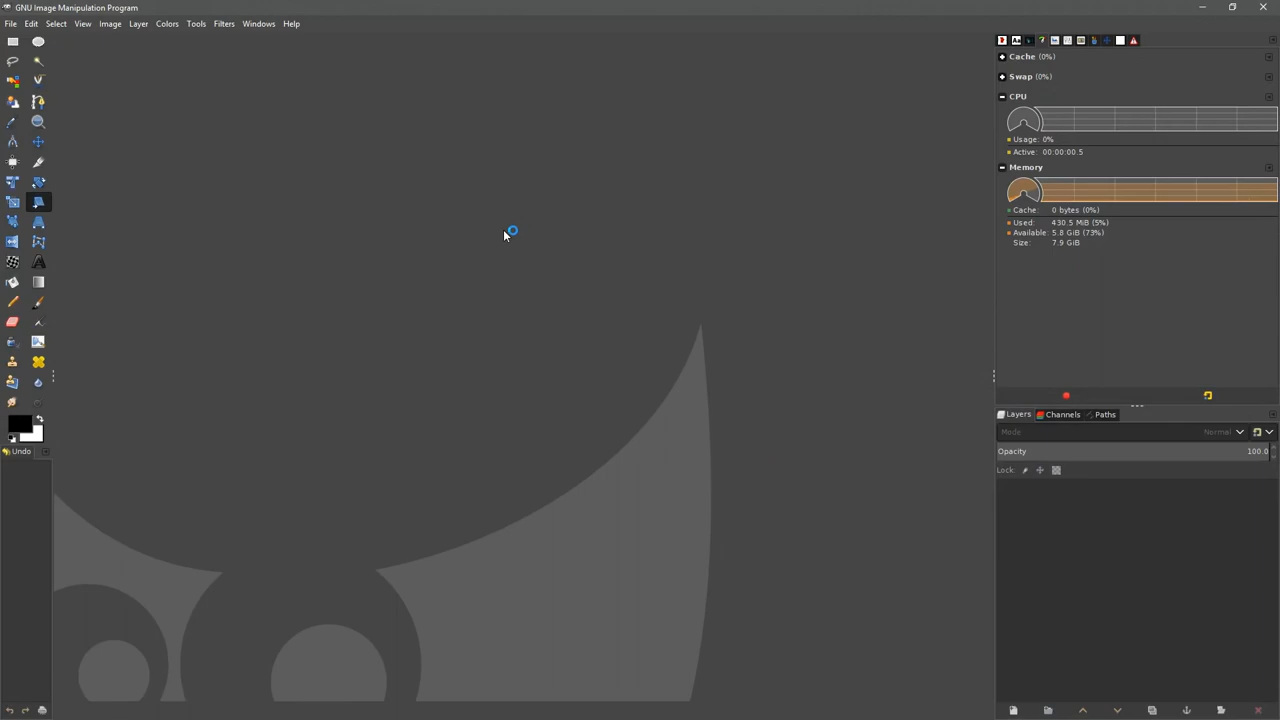 GNU Image Manipulation Program
File Edit Select View Image Layer Colors Tools Filters Windows Help
Cache (0%)
Swap (0%)
CPU
Usage: 0%
Active: 00:00:00.5
Memory
Cache: 0 bytes (0%)
Used: 430.5 MiB (5%)
Available: 5.8 GiB (73%)
Size: 7.9 GiB
Layers Channels Paths
Mode Normal
Opacity 100.0
Lock:
Undo